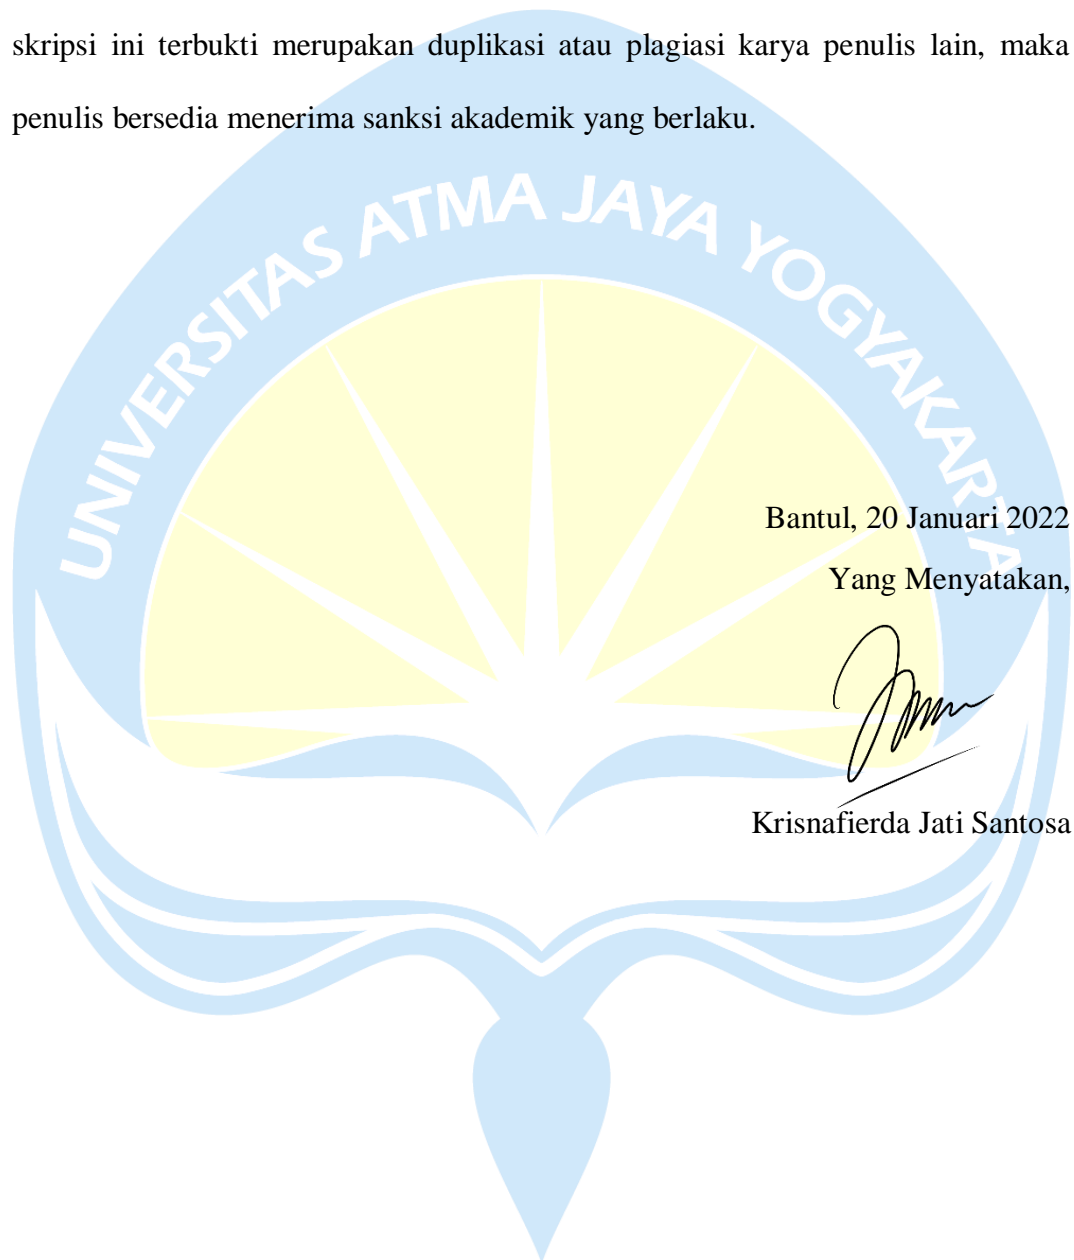 skripsi ini terbukti merupakan duplikasi atau plagiasi karya penulis lain, maka
penulis bersedia menerima sanksi akademik yang berlaku.
UNIVERSITAS ATMA JAYA YOGYAKARTA
Bantul, 20 Januari 2022
Yang Menyatakan,
Krisnafierda Jati Santosa